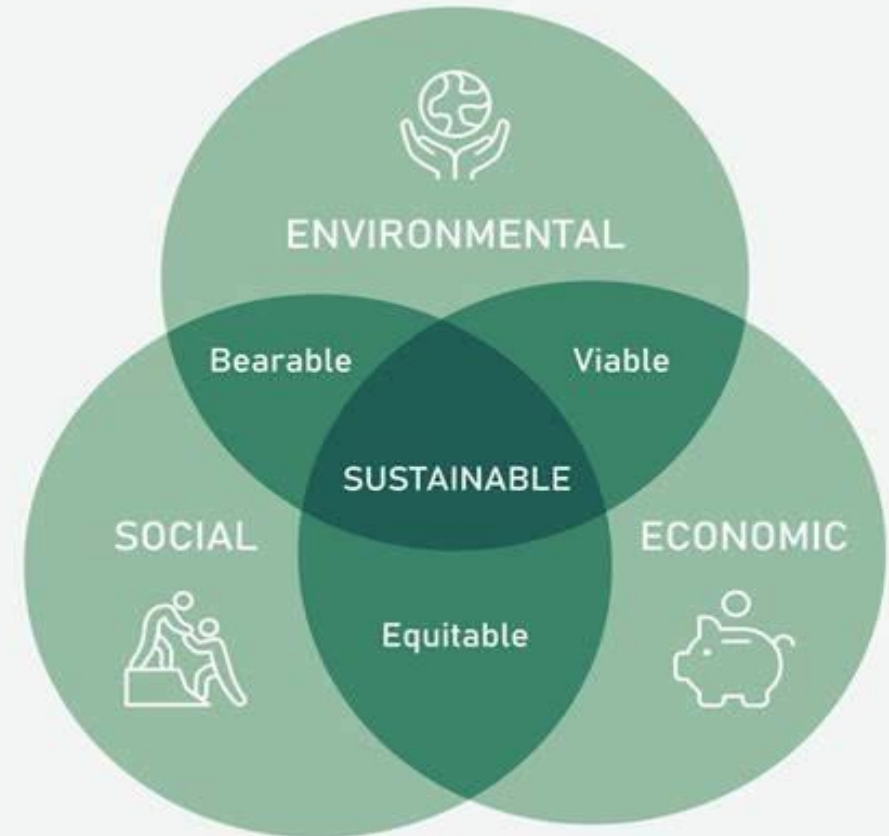 ENVIRONMENTAL
Bearable
Viable
SUSTAINABLE
SOCIAL
ECONOMIC
Equitable